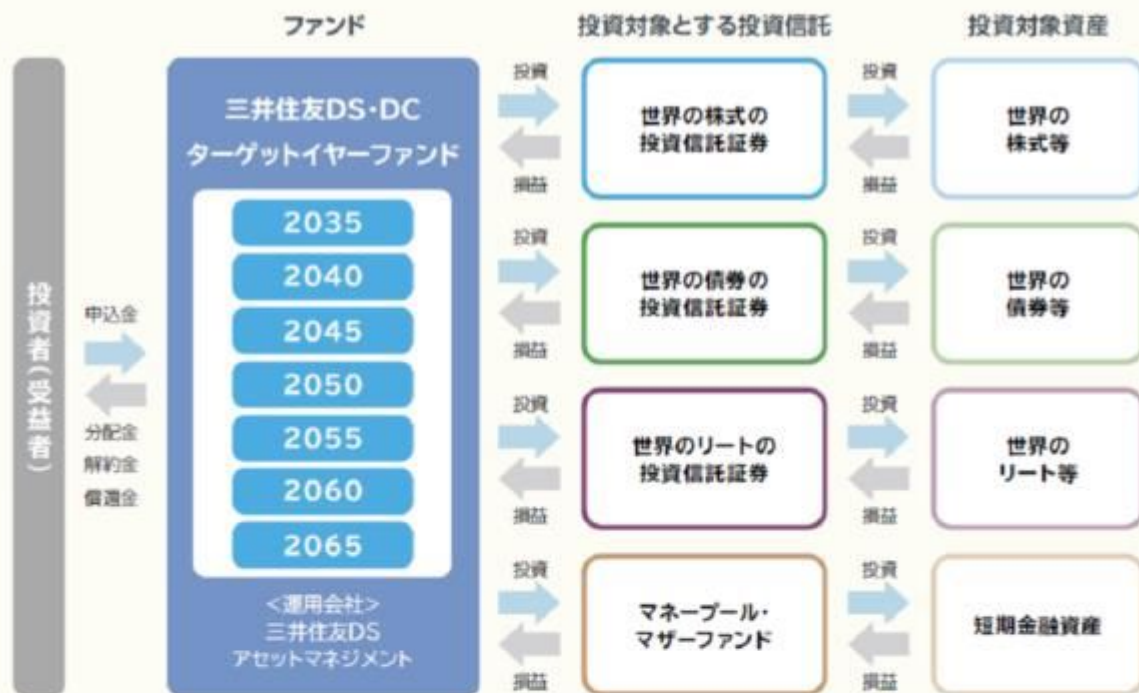 ファンド
投資対象とする投資信託
投資対象資産
投資者(受益者)
申込金
分配金
解約金
償還金
三井住友DS・DC
ターゲットイヤーファンド
2035
2040
2045
2050
2055
2060
2065
<運用会社>
三井住友DS
アセットマネジメント
投資
損益
世界の株式の
投資信託証券
投資
損益
世界の
株式等
投資
損益
世界の債券の
投資信託証券
投資
損益
世界の
債券等
投資
損益
世界のリートの
投資信託証券
投資
損益
世界の
リート等
投資
損益
マネープール・
マザーファンド
投資
損益
短期金融資産